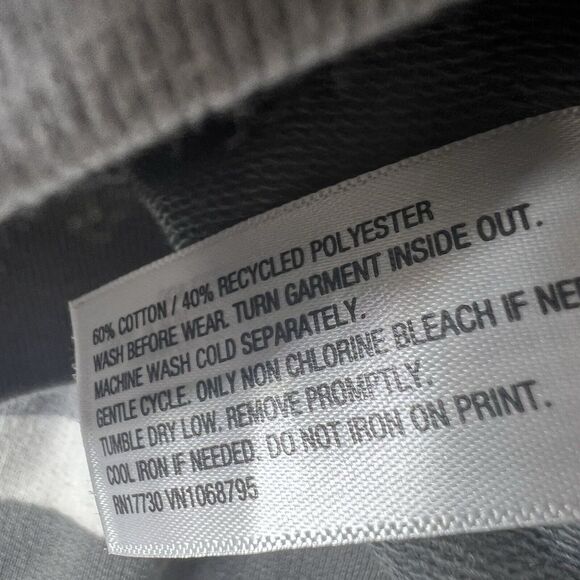 60% COTTON / 40% RECYCLED POLYESTER
WASH BEFORE WEAR. TURN GARMENT INSIDE OUT.
MACHINE WASH COLD SEPARATELY.
GENTLE CYCLE. ONLY NON CHLORINE BLEACH IF NEE
TUMBLE DRY LOW. REMOVE PROMPTLY.
COOL IRON IF NEEDED. DO NOT IRON ON PRINT.
RN17730 VN1068795